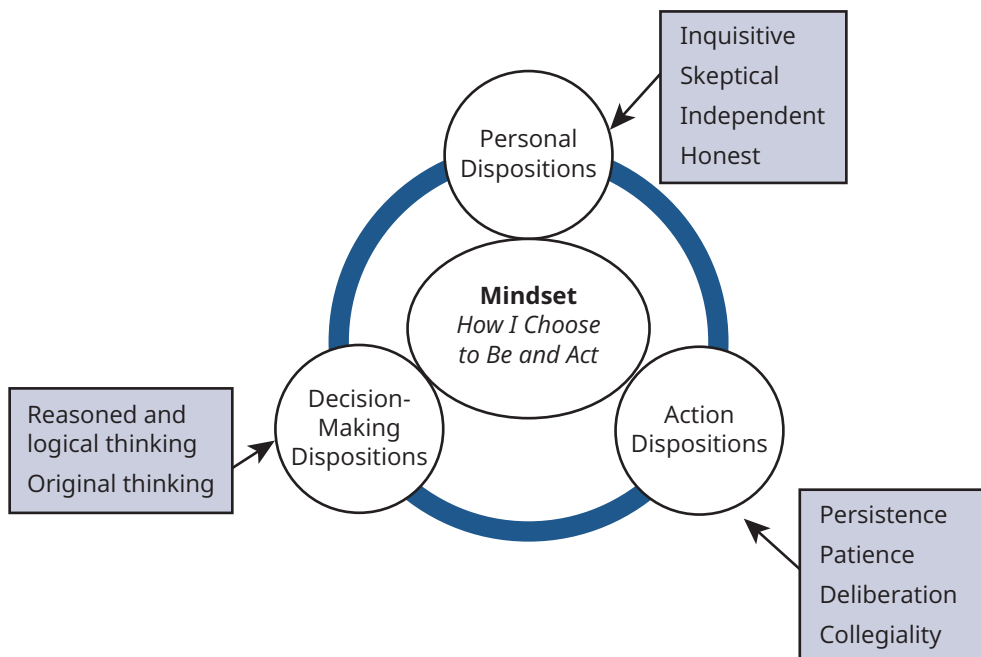 Inquisitive
Skeptical
Independent
Honest
Personal
Dispositions
Mindset
How I Choose
to Be and Act
Decision-
Making
Dispositions
Action
Dispositions
Reasoned and
logical thinking
Original thinking
Persistence
Patience
Deliberation
Collegiality